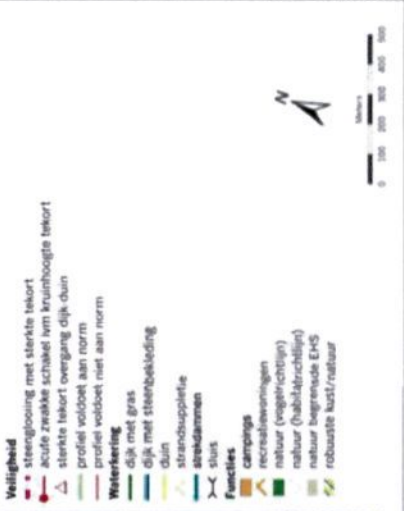 Veiligheid
steenglooing met sterkte tekort
acute zwakke schakel ivm kruinhoogte tekort
sterkte tekort overgang dijk-duin
profiel voldoet aan norm
profiel voldoet niet aan norm
Waterkering
dijk met gras
dijk met steenbekleding
duin
strandsuppletie
strekdammen
sluis
Functies
campings
recreatiewoningen
natuur (vogelrichtlijn)
natuur (habitatrichtlijn)
natuur begrensde EHS
robuuste kust/natuur
N
Meters
0 100 200 300 400 500